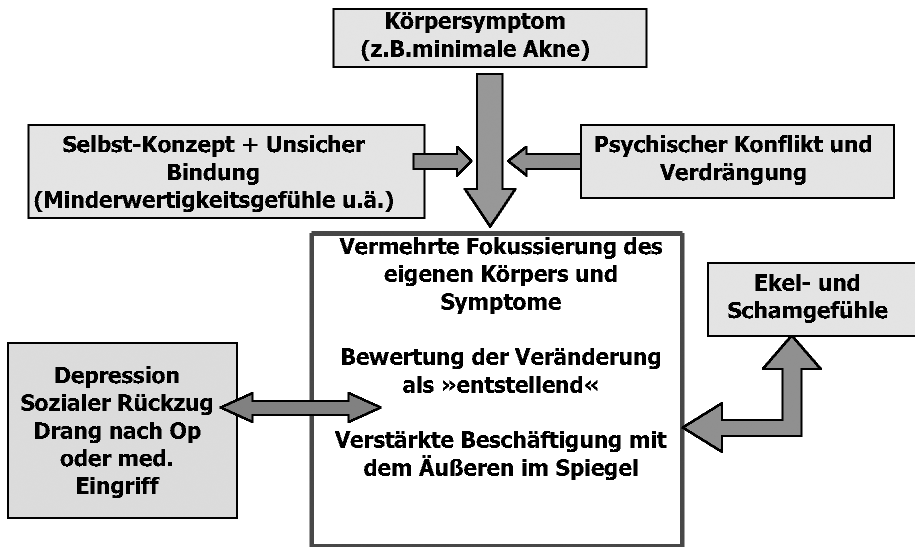 Körpersymptom
(z.B.minimale Akne)
Selbst-Konzept + Unsicher
Bindung
(Minderwertigkeitsgefühle u.ä.)
Psychischer Konflikt und
Verdrängung
Vermehrte Fokussierung des
eigenen Körpers und
Symptome
Bewertung der Veränderung
als »entstellend«
Verstärkte Beschäftigung mit
dem Äußeren im Spiegel
Ekel- und
Schamgefühle
Depression
Sozialer Rückzug
Drang nach Op
oder med.
Eingriff